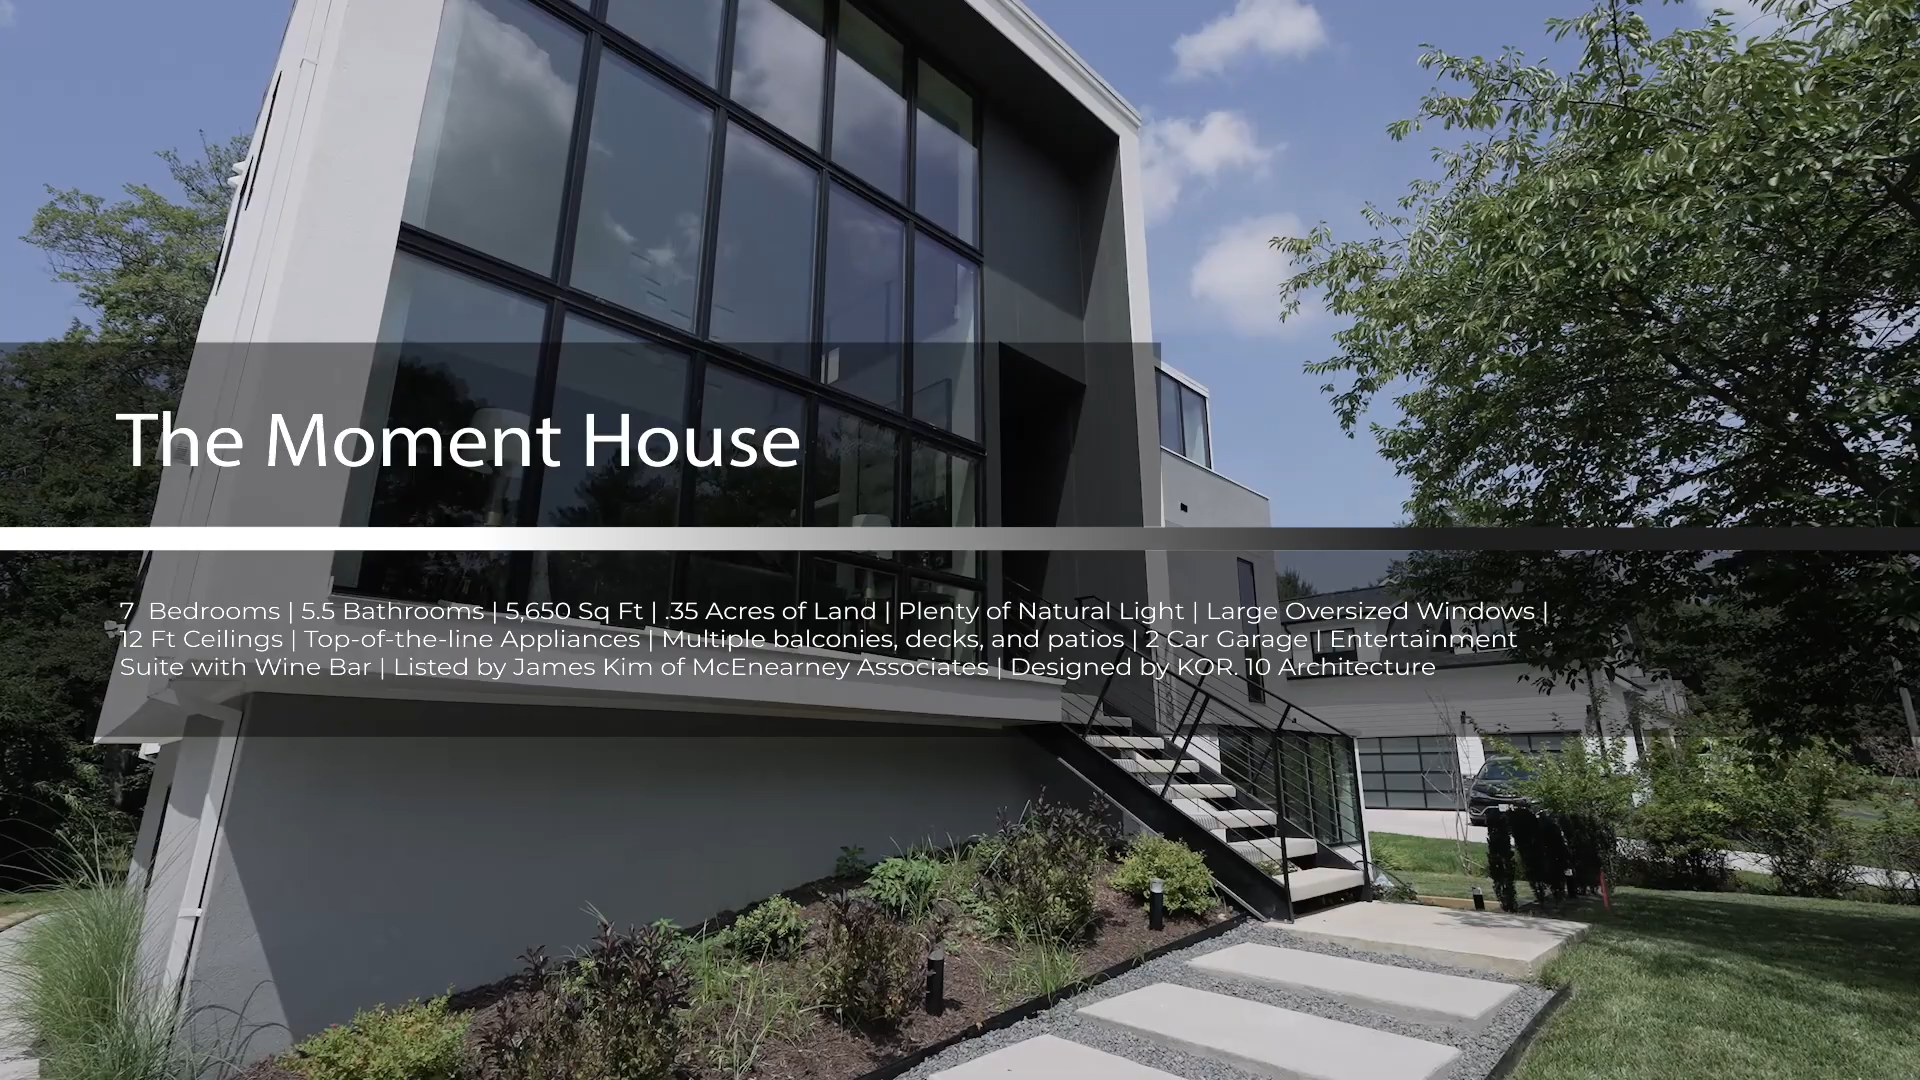 The Moment House
7 Bedrooms | 5.5 Bathrooms | 5,650 Sq Ft | .35 Acres of Land | Plenty of Natural Light | Large Oversized Windows |
12 Ft Ceilings | Top-of-the-line Appliances | Multiple balconies, decks, and patios | 2 Car Garage | Entertainment
Suite with Wine Bar | Listed by James Kim of McEnearney Associates | Designed by KOR. 10 Architecture